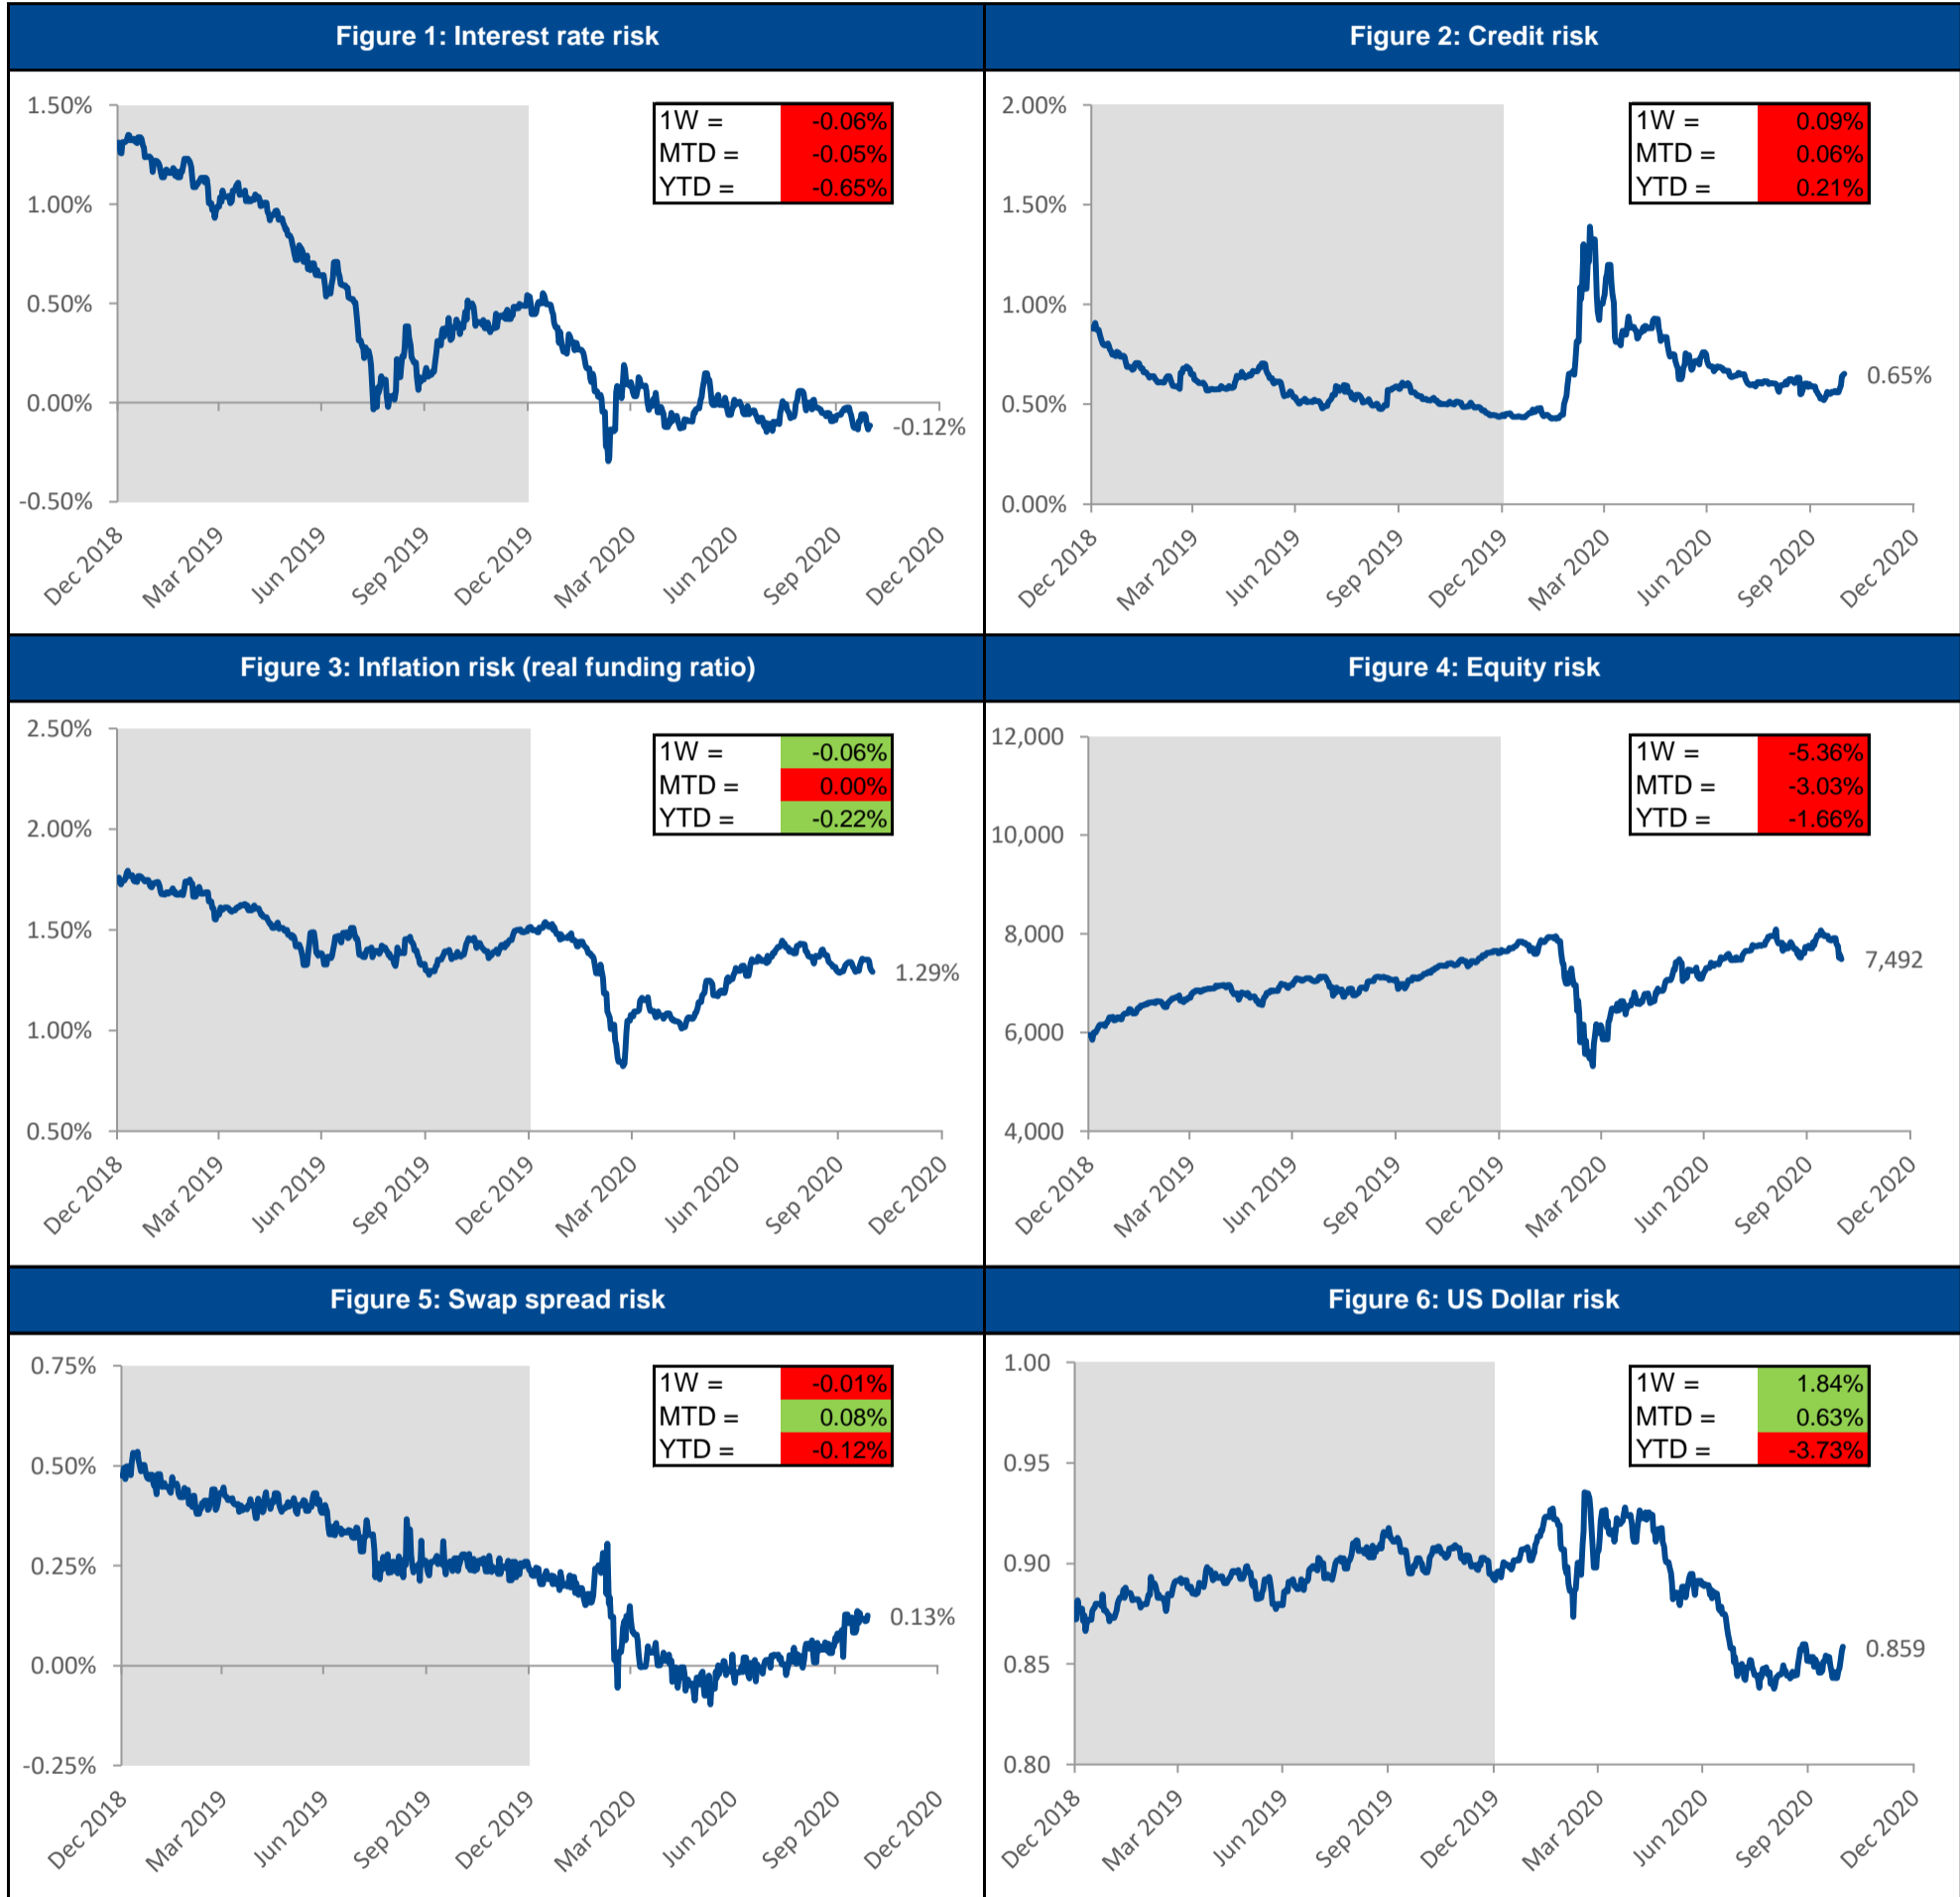 Figure 1: Interest rate risk
1.50%
1.00%
0.50%
0.00%
-0.50%
1W = -0.06%
MTD = -0.05%
YTD = -0.65%
-0.12%
Dec 2018 Mar 2019 Jun 2019 Sep 2019 Dec 2019 Mar 2020 Jun 2020 Sep 2020 Dec 2020
Figure 2: Credit risk
2.00%
1.50%
1.00%
0.50%
0.00%
1W = 0.09%
MTD = 0.06%
YTD = 0.21%
0.65%
Dec 2018 Mar 2019 Jun 2019 Sep 2019 Dec 2019 Mar 2020 Jun 2020 Sep 2020 Dec 2020
Figure 3: Inflation risk (real funding ratio)
2.50%
2.00%
1.50%
1.00%
0.50%
1W = -0.06%
MTD = 0.00%
YTD = -0.22%
1.29%
Dec 2018 Mar 2019 Jun 2019 Sep 2019 Dec 2019 Mar 2020 Jun 2020 Sep 2020 Dec 2020
Figure 4: Equity risk
12,000
10,000
8,000
6,000
4,000
1W = -5.36%
MTD = -3.03%
YTD = -1.66%
7,492
Dec 2018 Mar 2019 Jun 2019 Sep 2019 Dec 2019 Mar 2020 Jun 2020 Sep 2020 Dec 2020
Figure 5: Swap spread risk
0.75%
0.50%
0.25%
0.00%
-0.25%
1W = -0.01%
MTD = 0.08%
YTD = -0.12%
0.13%
Dec 2018 Mar 2019 Jun 2019 Sep 2019 Dec 2019 Mar 2020 Jun 2020 Sep 2020 Dec 2020
Figure 6: US Dollar risk
1.00
0.95
0.90
0.85
0.80
1W = 1.84%
MTD = 0.63%
YTD = -3.73%
0.859
Dec 2018 Mar 2019 Jun 2019 Sep 2019 Dec 2019 Mar 2020 Jun 2020 Sep 2020 Dec 2020